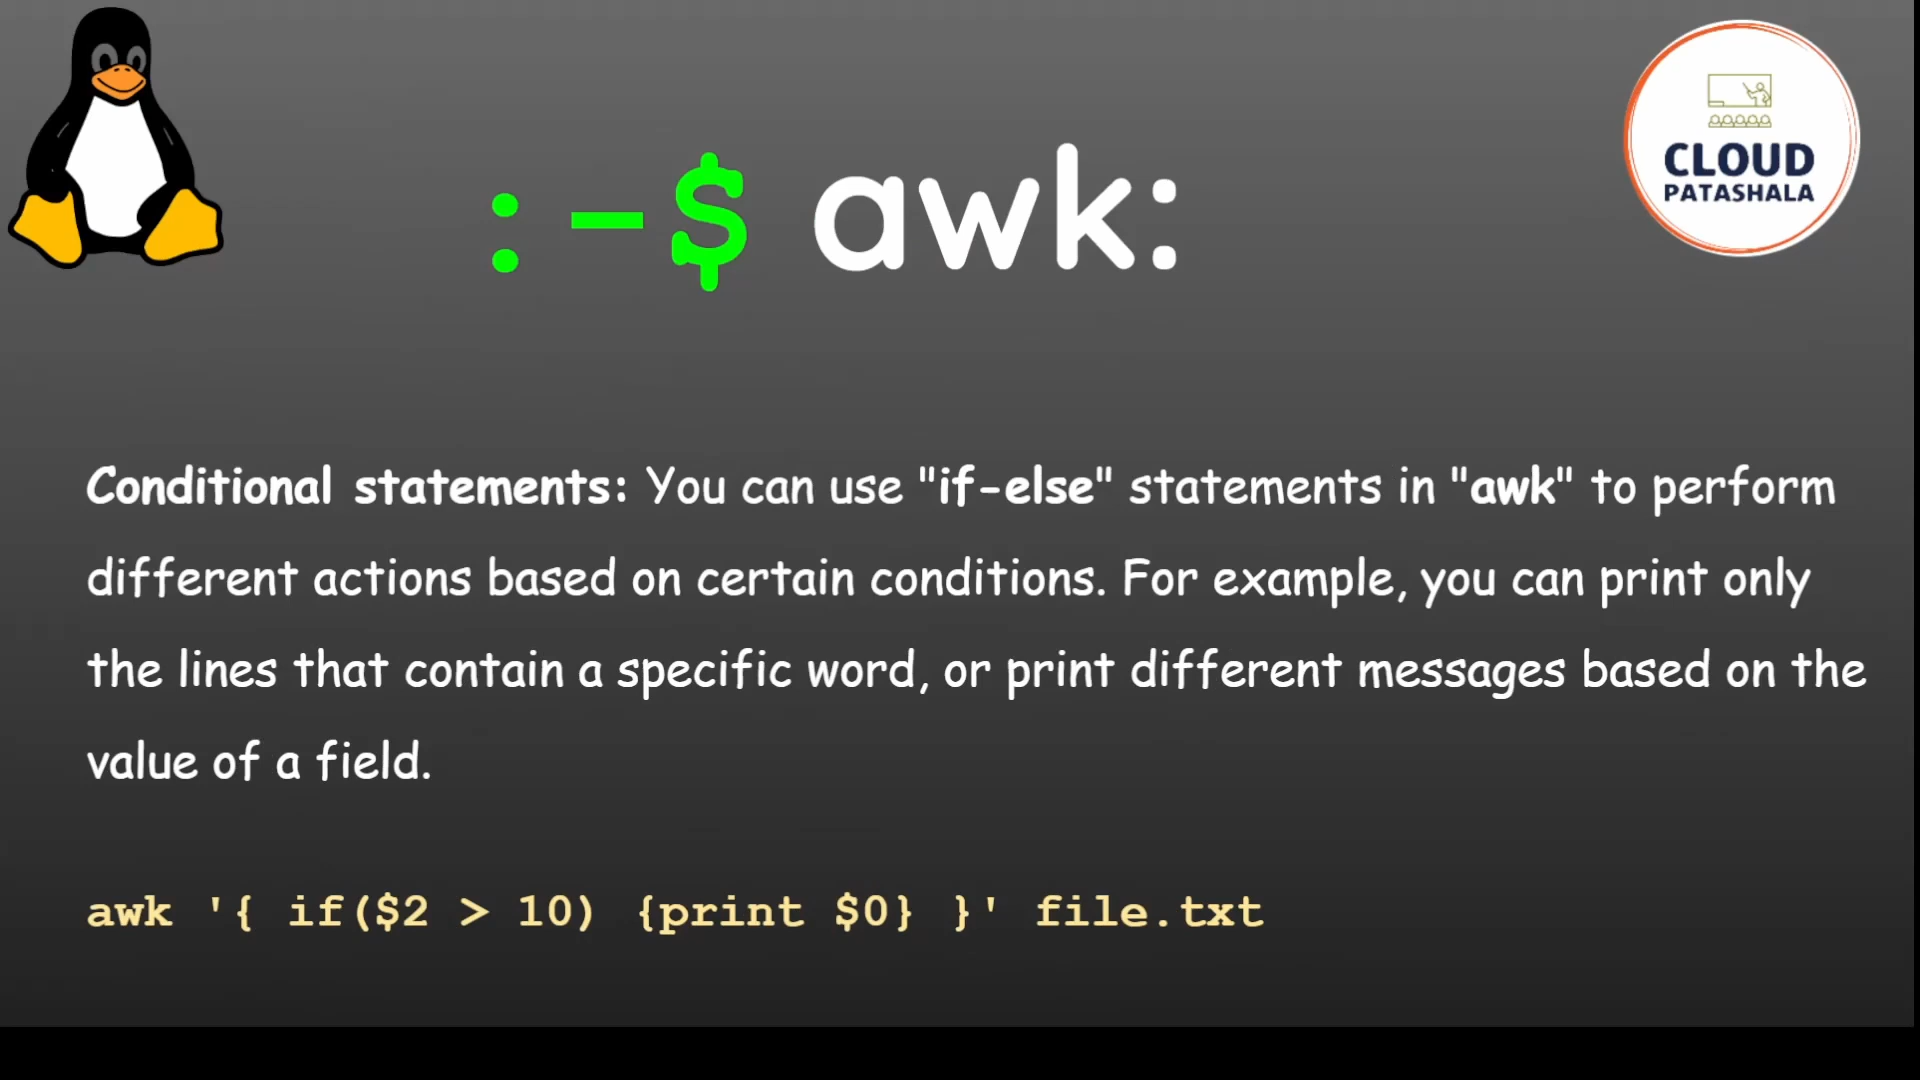 :-$ awk:
CLOUD
PATASHALA
Conditional statements: You can use "if-else" statements in "awk" to perform
different actions based on certain conditions. For example, you can print only
the lines that contain a specific word, or print different messages based on the
value of a field.
awk '{ if($2 > 10) {print $0} }' file.txt